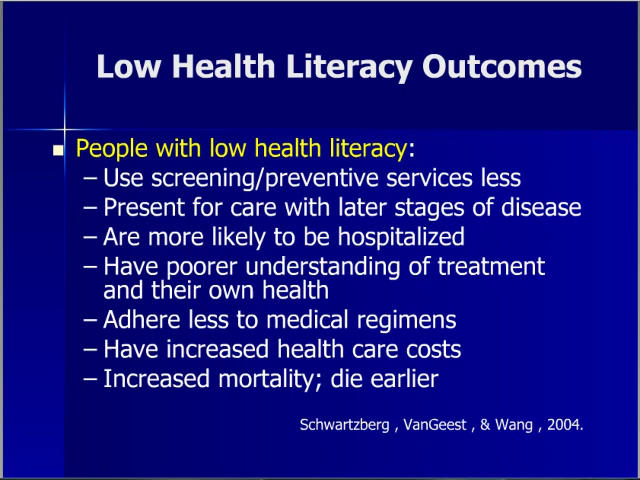 Low Health Literacy Outcomes
People with low health literacy:
– Use screening/preventive services less
– Present for care with later stages of disease
– Are more likely to be hospitalized
– Have poorer understanding of treatment
and their own health
– Adhere less to medical regimens
– Have increased health care costs
– Increased mortality; die earlier
Schwartzberg , VanGeest , & Wang , 2004.